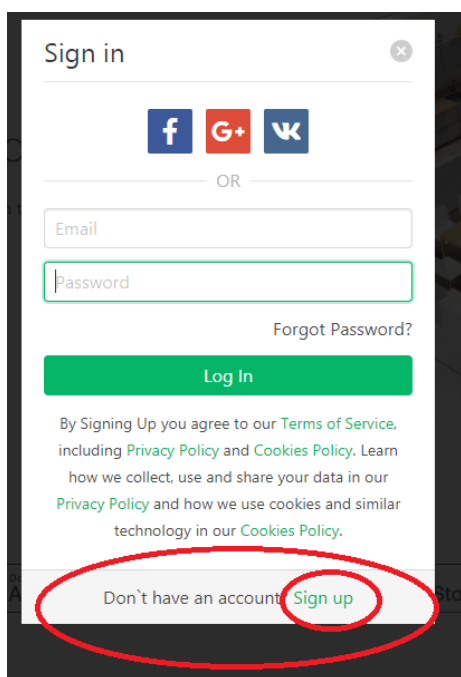 Sign in
f G+ VK
OR
Email
Password
Forgot Password?
Log In
By Signing Up you agree to our Terms of Service,
including Privacy Policy and Cookies Policy. Learn
how we collect, use and share your data in our
Privacy Policy and how we use cookies and similar
technology in our Cookies Policy.
Don`t have an account Sign up